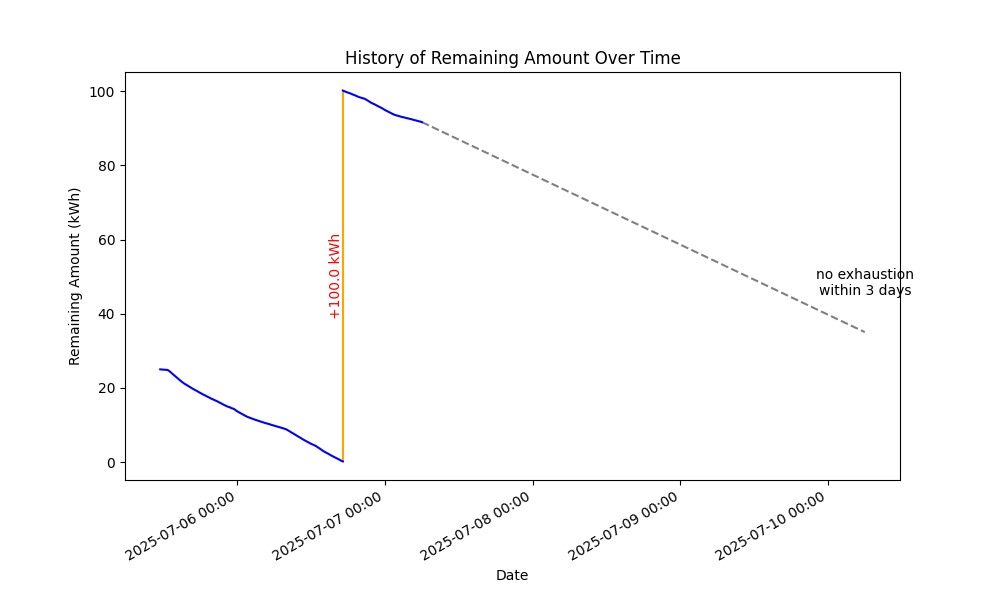 History of Remaining Amount Over Time
Remaining Amount (kWh)
100
80
60
40
20
0
+100.0 kWh
no exhaustion
within 3 days
2025-07-06 00:00
2025-07-07 00:00
2025-07-08 00:00
2025-07-09 00:00
2025-07-10 00:00
Date